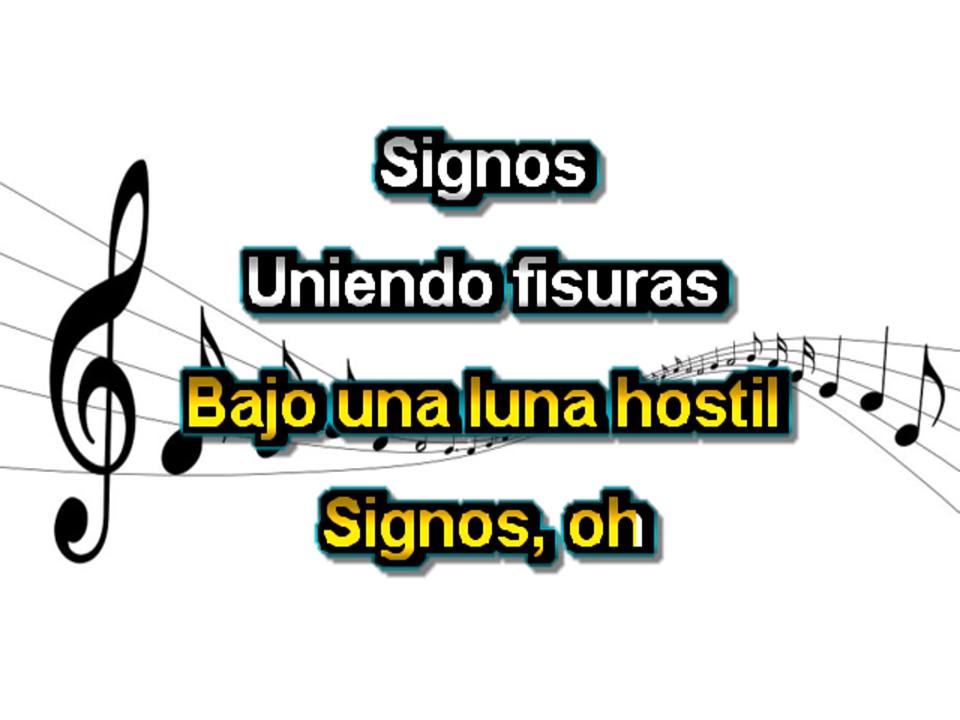 Signos
Uniendo fisuras
Bajo una luna hostil
Signos, oh